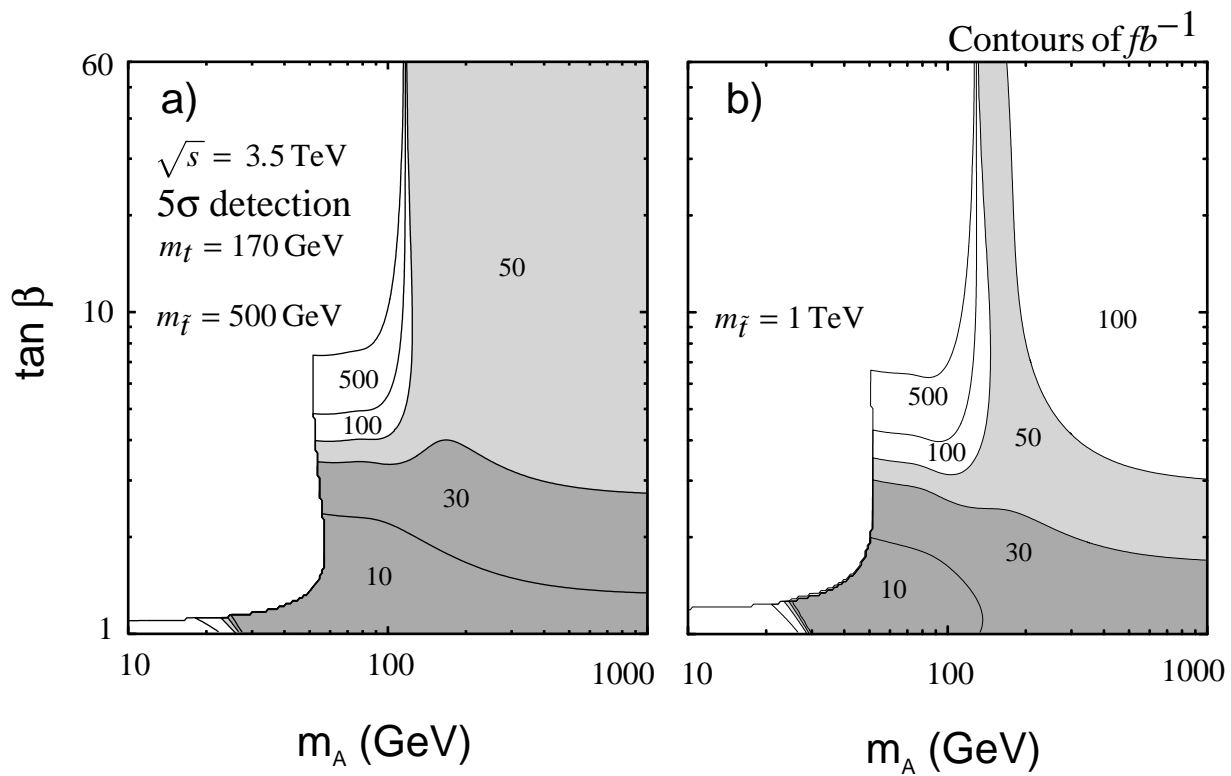 Contours of fb⁻¹
60
a)
√s = 3.5 TeV
5σ detection
m_t = 170 GeV
m_t̃ = 500 GeV
50
500
100
30
10
tan β
10
1
10
100
1000
m_A (GeV)
b)
m_t̃ = 1 TeV
100
500
100
50
30
10
10
100
1000
m_A (GeV)